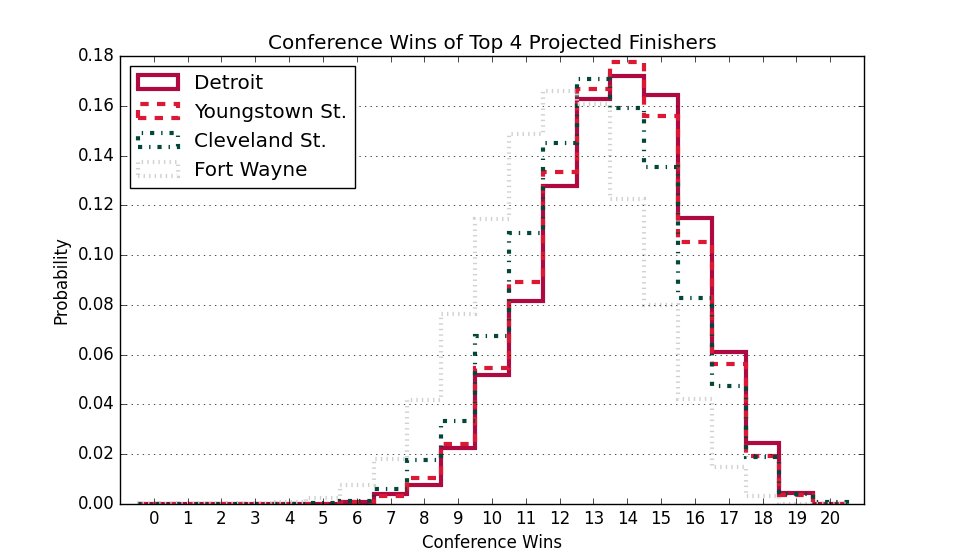 Conference Wins of Top 4 Projected Finishers
0.18
0.16
0.14
0.12
0.10
0.08
0.06
0.04
0.02
0.00
Probability
Detroit
Youngstown St.
Cleveland St.
Fort Wayne
0 1 2 3 4 5 6 7 8 9 10 11 12 13 14 15 16 17 18 19 20
Conference Wins